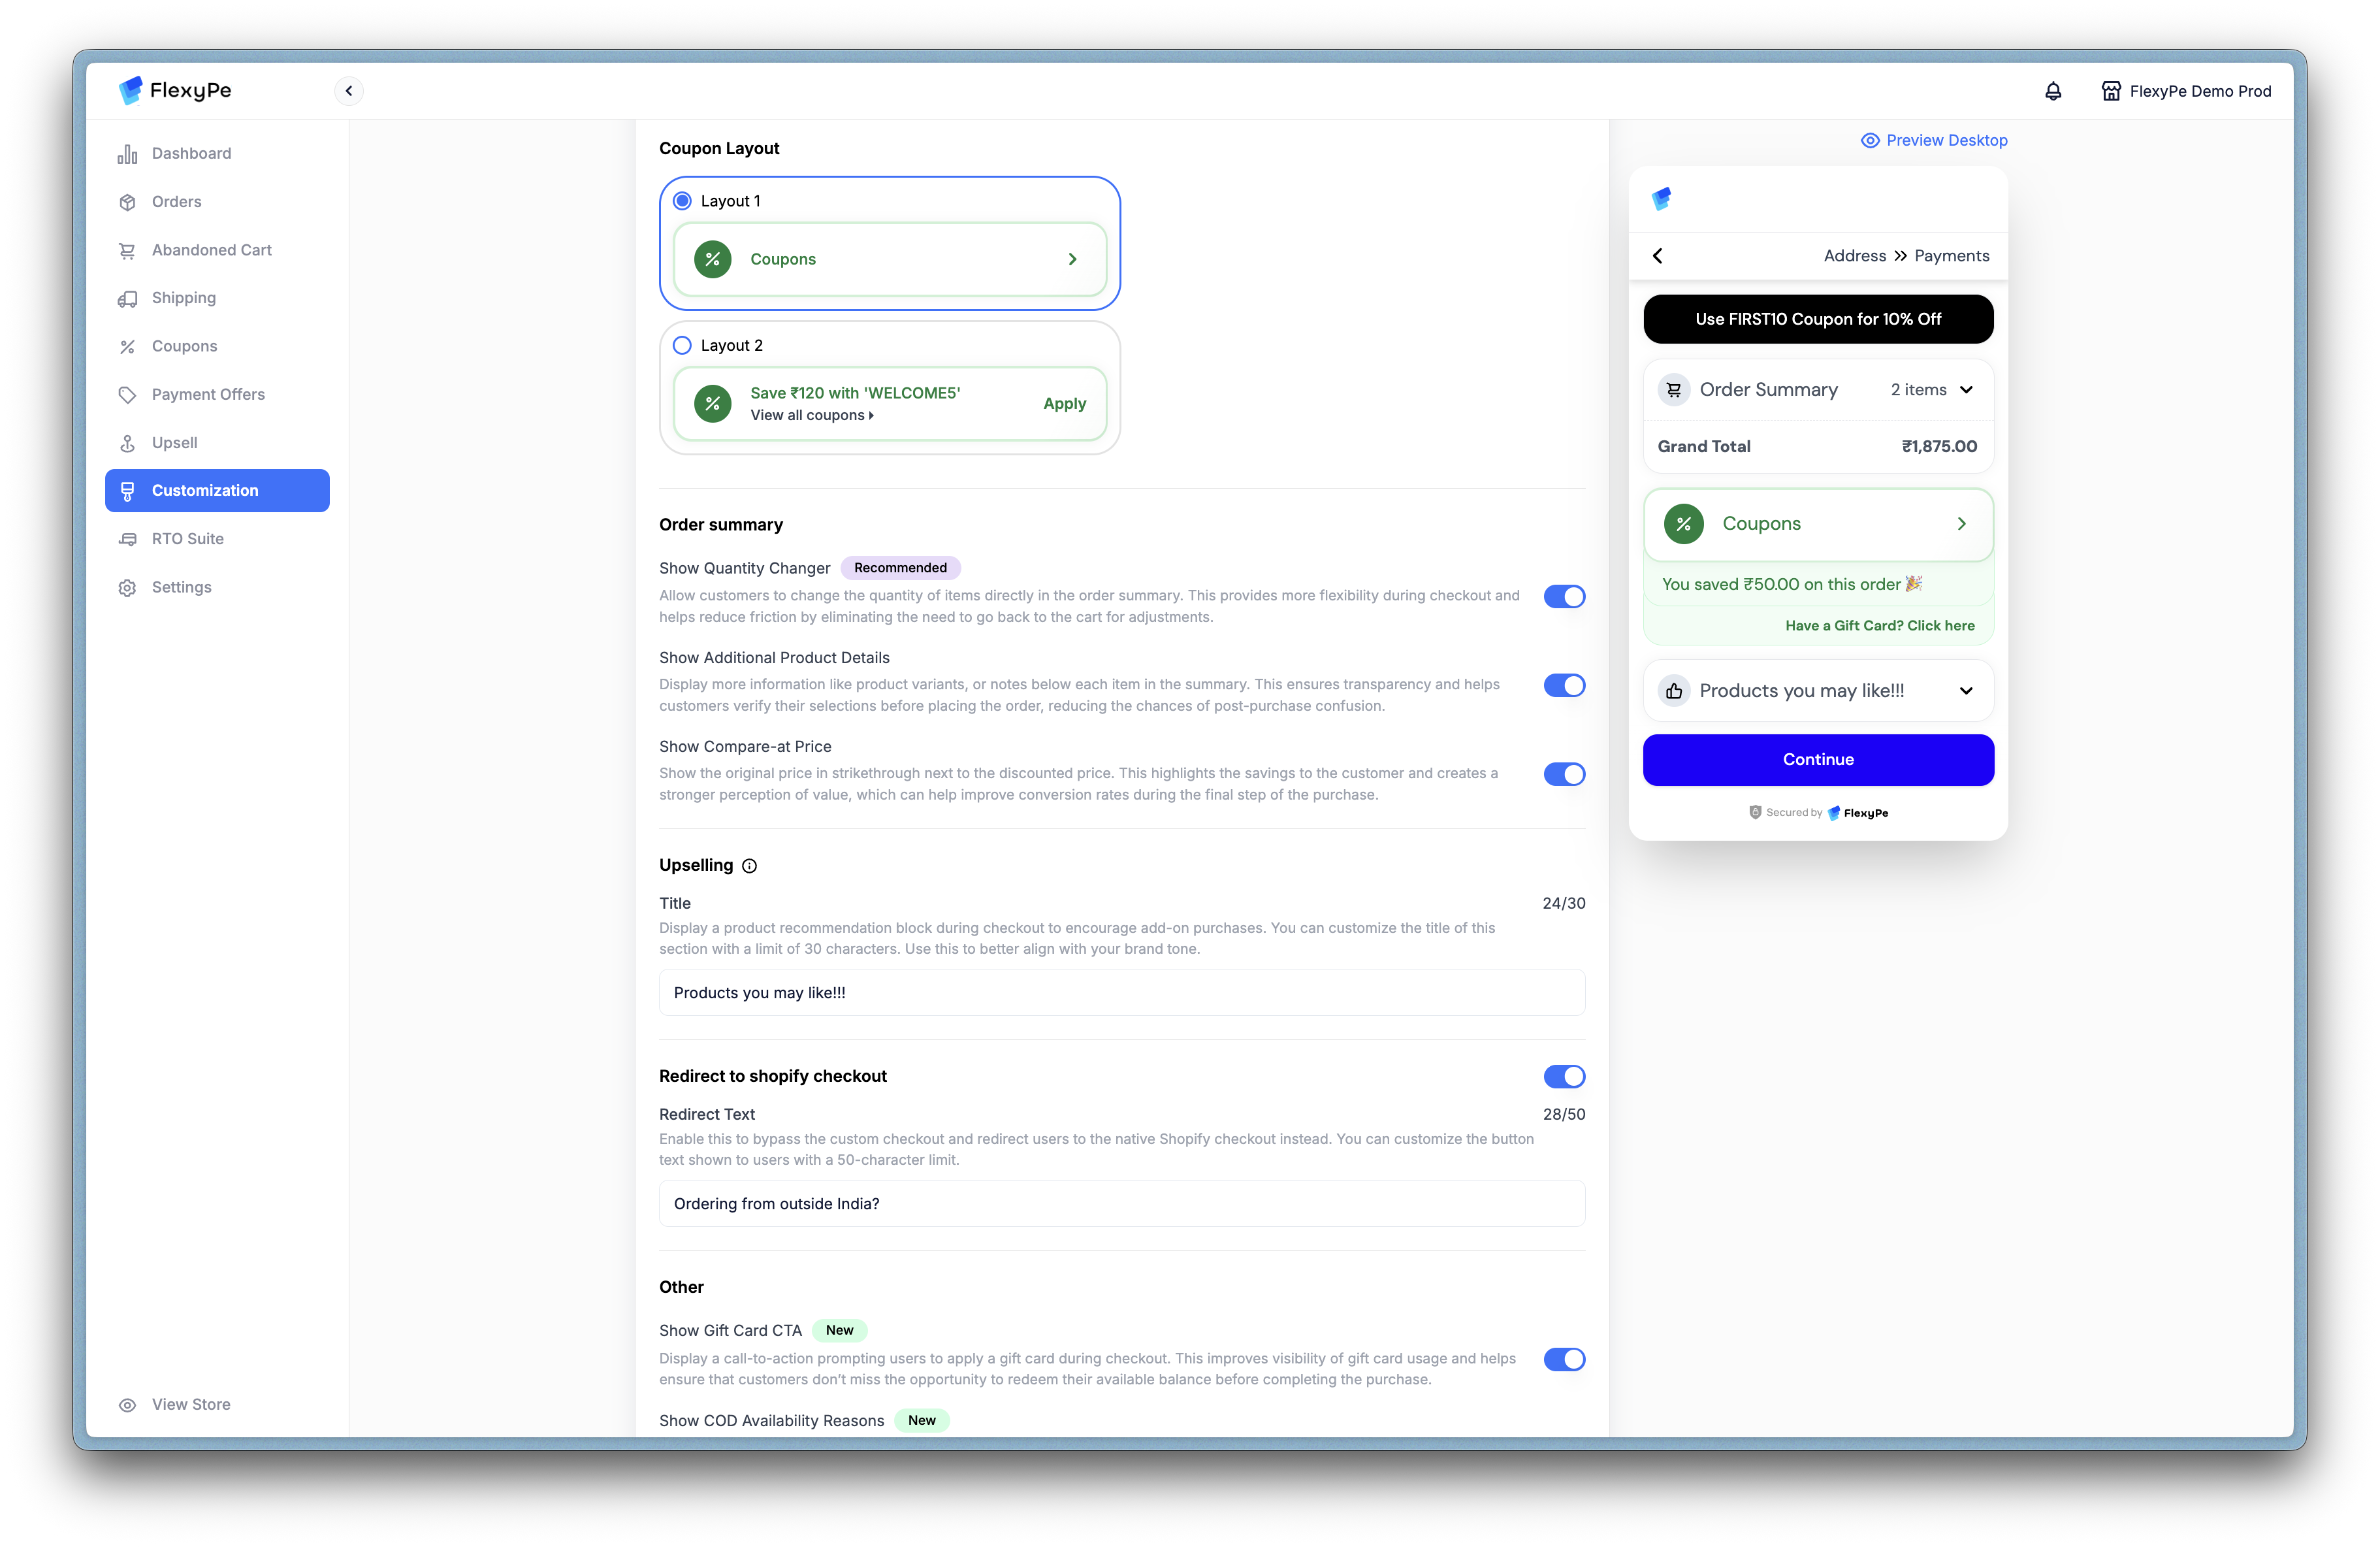 FlexyPe
FlexyPe Demo Prod
Dashboard
Orders
Abandoned Cart
Shipping
Coupons
Payment Offers
Upsell
Customization
RTO Suite
Settings
View Store
Coupon Layout
Layout 1
Coupons
Layout 2
Save ₹120 with 'WELCOME5'
View all coupons
Apply
Order summary
Show Quantity Changer Recommended
Allow customers to change the quantity of items directly in the order summary. This provides more flexibility during checkout and
helps reduce friction by eliminating the need to go back to the cart for adjustments.
Show Additional Product Details
Display more information like product variants, or notes below each item in the summary. This ensures transparency and helps
customers verify their selections before placing the order, reducing the chances of post-purchase confusion.
Show Compare-at Price
Show the original price in strikethrough next to the discounted price. This highlights the savings to the customer and creates a
stronger perception of value, which can help improve conversion rates during the final step of the purchase.
Upselling
Title 24/30
Display a product recommendation block during checkout to encourage add-on purchases. You can customize the title of this
section with a limit of 30 characters. Use this to better align with your brand tone.
Products you may like!!!
Redirect to shopify checkout
Redirect Text 28/50
Enable this to bypass the custom checkout and redirect users to the native Shopify checkout instead. You can customize the button
text shown to users with a 50-character limit.
Ordering from outside India?
Other
Show Gift Card CTA New
Display a call-to-action prompting users to apply a gift card during checkout. This improves visibility of gift card usage and helps
ensure that customers don't miss the opportunity to redeem their available balance before completing the purchase.
Show COD Availability Reasons New
Preview Desktop
Address » Payments
Use FIRST10 Coupon for 10% Off
Order Summary 2 items
Grand Total ₹1,875.00
Coupons
You saved ₹50.00 on this order 🎉
Have a Gift Card? Click here
Products you may like!!!
Continue
Secured by FlexyPe